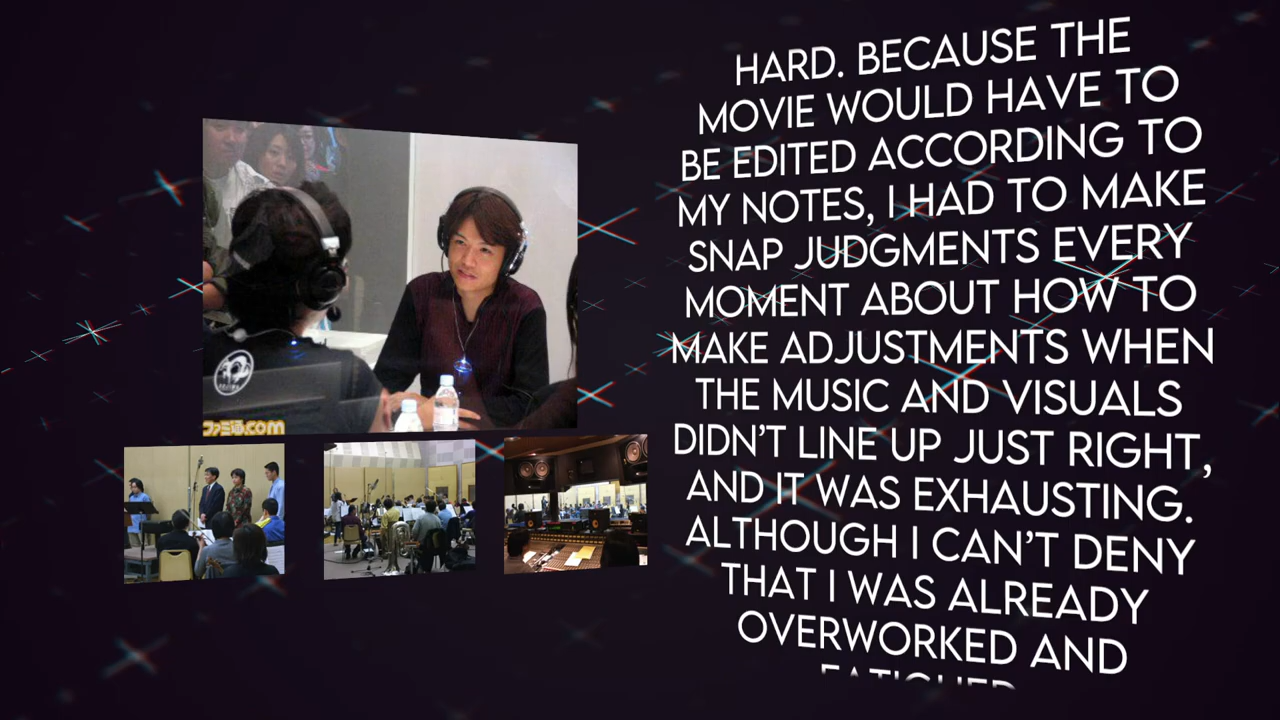 HARD. BECAUSE THE
MOVIE WOULD HAVE TO
BE EDITED ACCORDING TO
MY NOTES, I HAD TO MAKE
SNAP JUDGMENTS EVERY
MOMENT ABOUT HOW TO
MAKE ADJUSTMENTS WHEN
THE MUSIC AND VISUALS
DIDN'T LINE UP JUST RIGHT,
AND IT WAS EXHAUSTING.
ALTHOUGH I CAN'T DENY
THAT I WAS ALREADY
OVERWORKED AND
FATIGUED
ファミ通.com